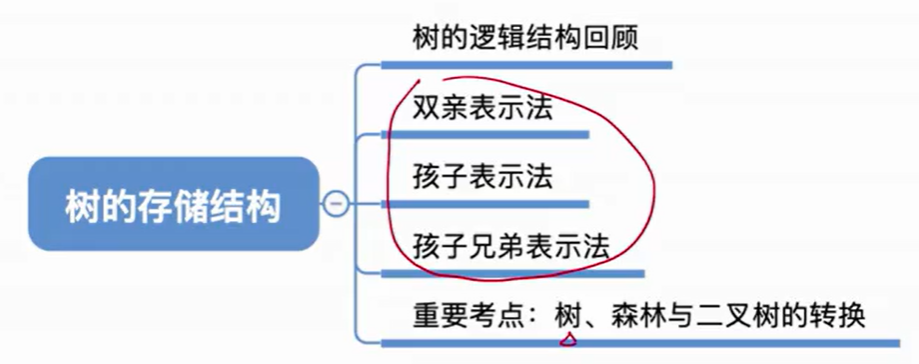 树的逻辑结构回顾
双亲表示法
孩子表示法
树的存储结构
孩子兄弟表示法
重要考点：树、森林与二叉树的转换